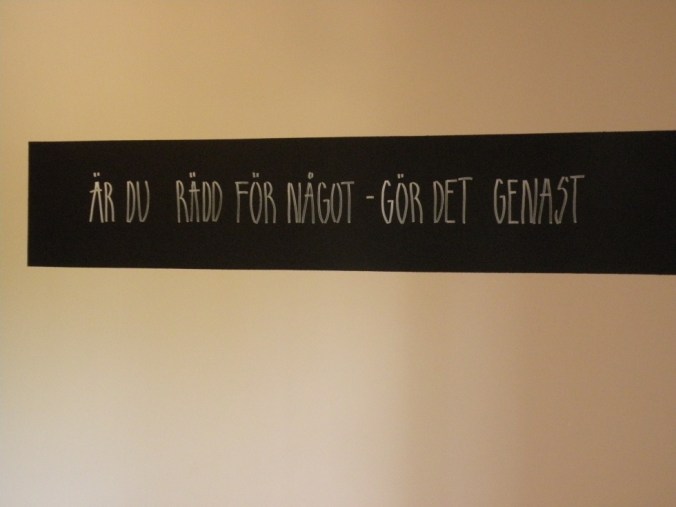 ÄR DU RÄDD FÖR NÅGOT - GÖR DET GENAST